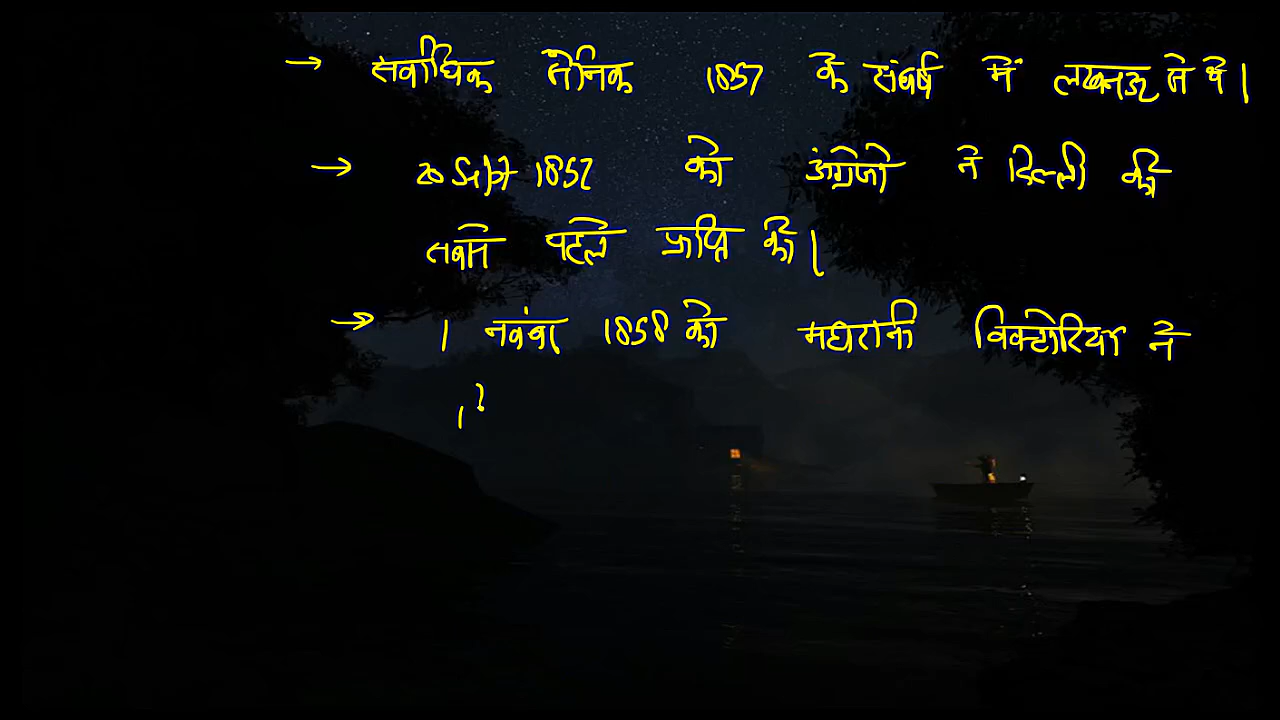 → सर्वाधिक सैनिक 1857 के संघर्ष में लखनऊ से थे।
→ 20 Sept 1857 को अंग्रेजो ने दिल्ली की
सबसे पहले प्राप्ति की।
→ 1 नवंबर 1858 को महारानी विक्टोरिया ने